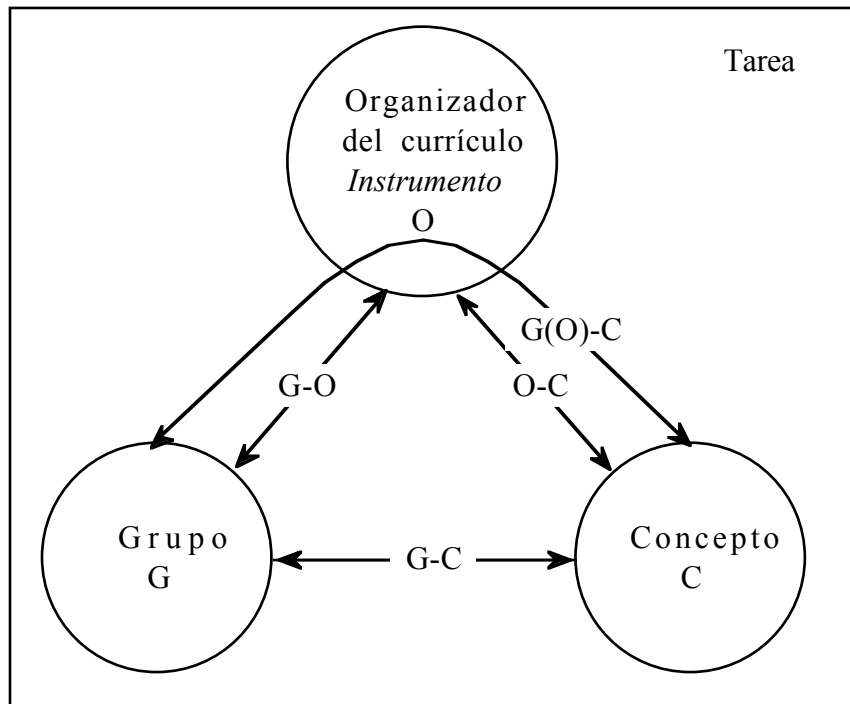 Tarea
Organizador
del currículo
Instrumento
O
G(O)-C
G-O
O-C
Grupo
G
G-C
Concepto
C